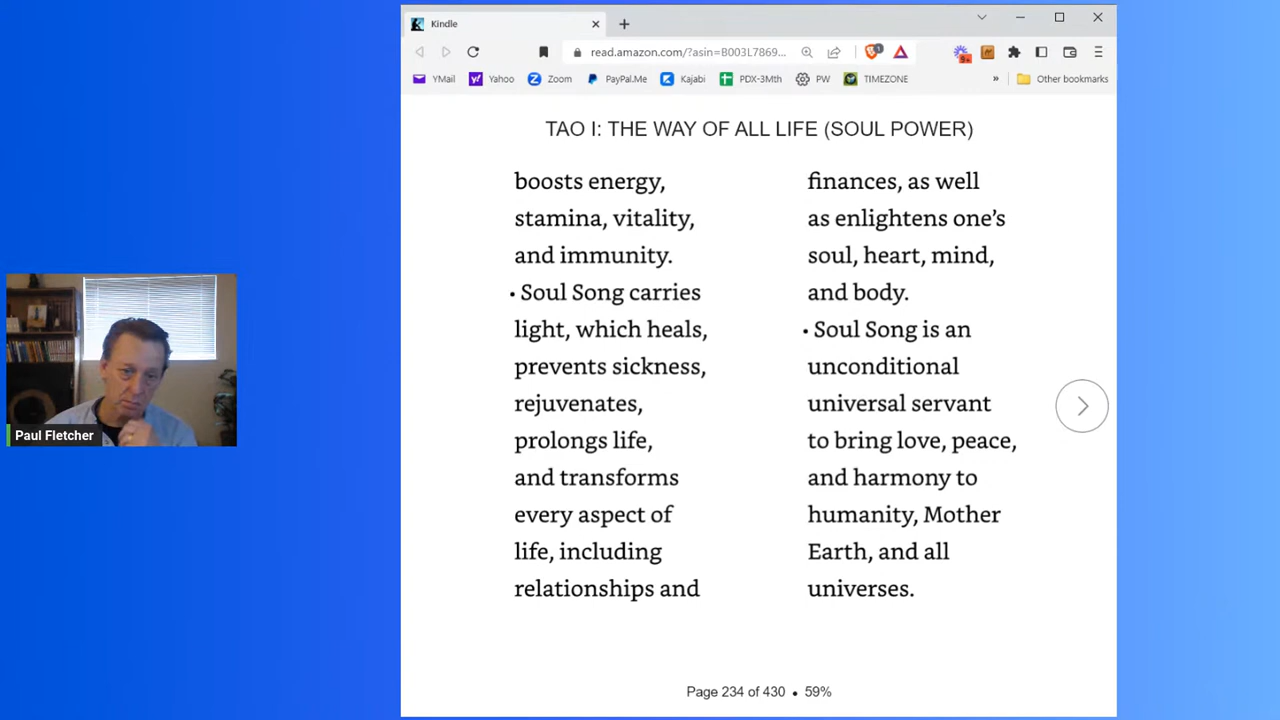 Kindle
read.amazon.com/?asin=B003L7869...
1
9+
YMail
Yahoo
Zoom
PayPal.Me
Kajabi
PDX-3Mth
PW
TIMEZONE
»
Other bookmarks
TAO I: THE WAY OF ALL LIFE (SOUL POWER)
boosts energy,
stamina, vitality,
and immunity.
• Soul Song carries
light, which heals,
prevents sickness,
rejuvenates,
prolongs life,
and transforms
every aspect of
life, including
relationships and
finances, as well
as enlightens one’s
soul, heart, mind,
and body.
• Soul Song is an
unconditional
universal servant
to bring love, peace,
and harmony to
humanity, Mother
Earth, and all
universes.
Page 234 of 430 • 59%
Paul Fletcher